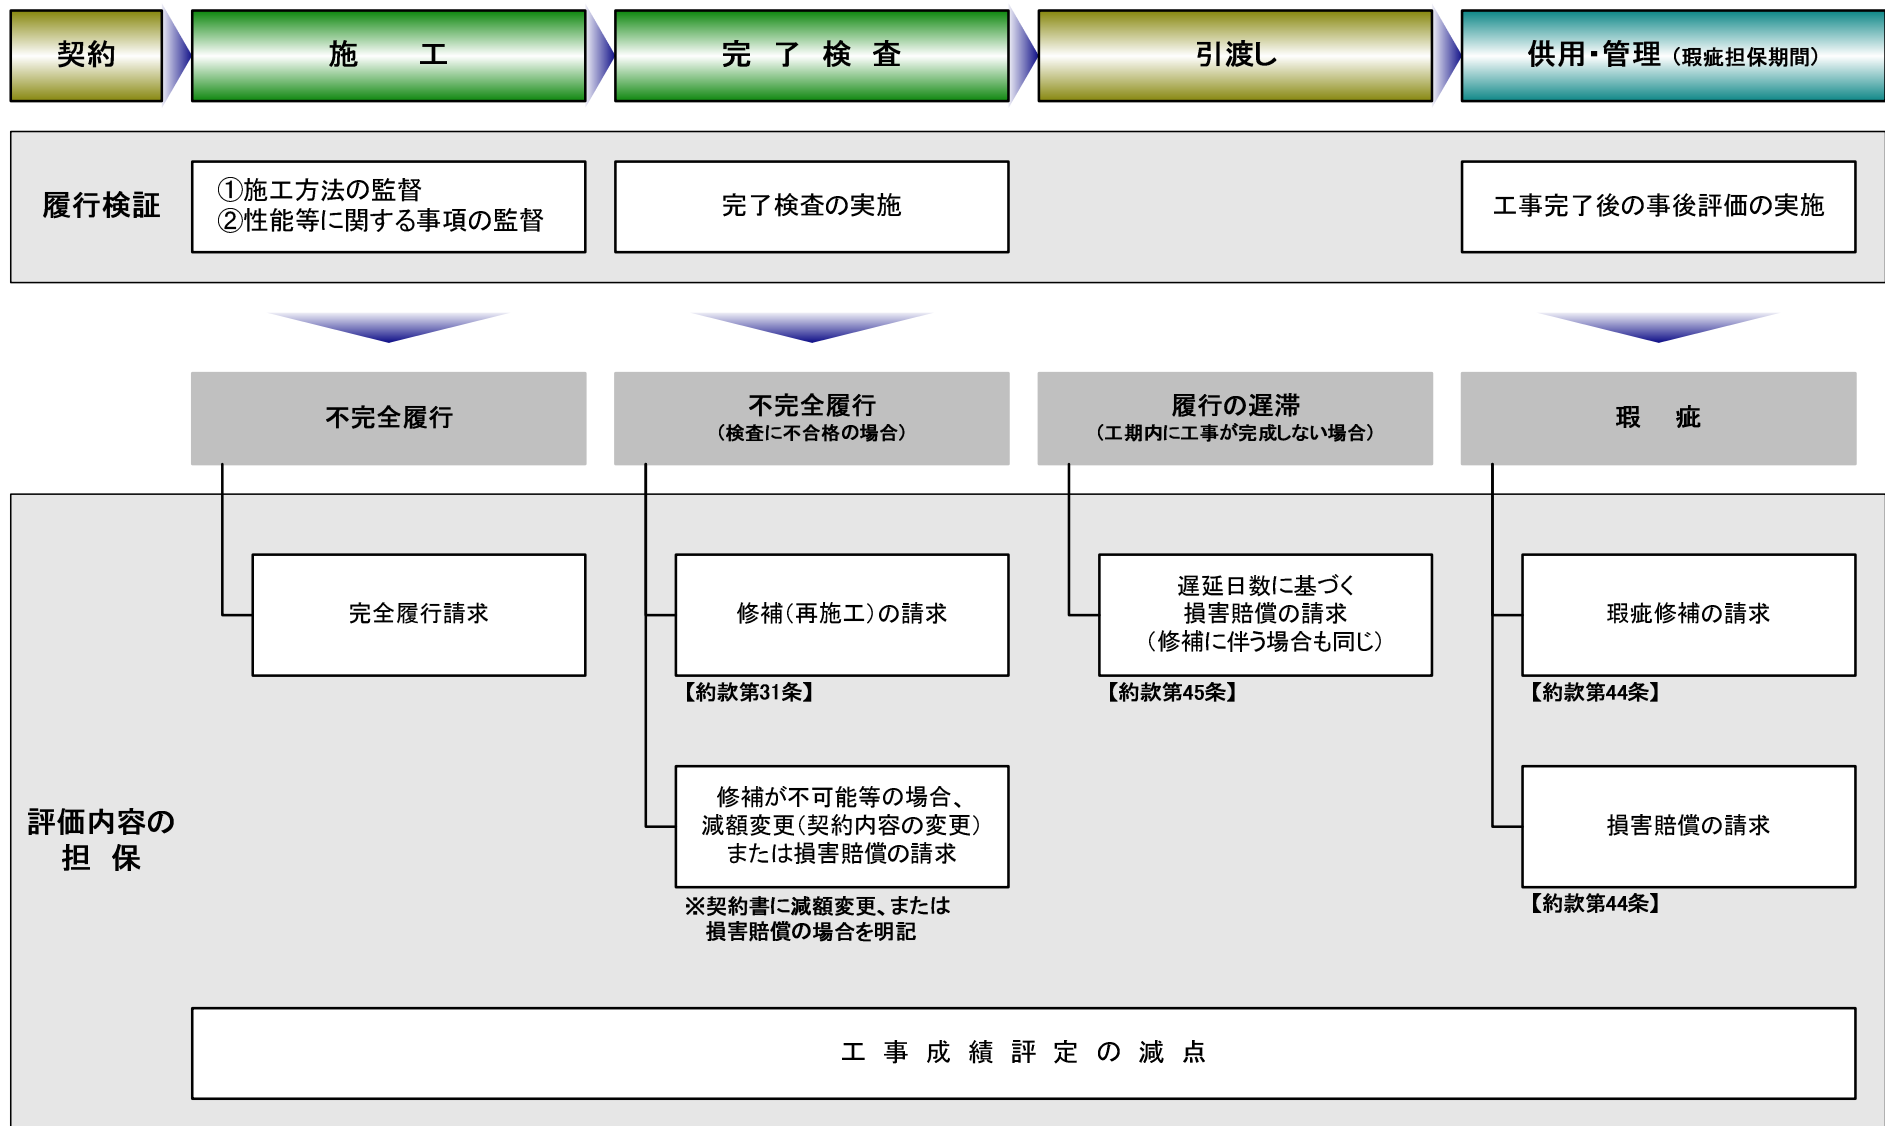 契約
施　　工
完 了 検 査
引渡し
供用・管理（瑕疵担保期間）
履行検証
①施工方法の監督
②性能等に関する事項の監督
完了検査の実施
工事完了後の事後評価の実施
不完全履行
不完全履行
（検査に不合格の場合）
履行の遅滞
（工期内に工事が完成しない場合）
瑕　疵
完全履行請求
修補（再施工）の請求
【約款第31条】
遅延日数に基づく
損害賠償の請求
（修補に伴う場合も同じ）
【約款第45条】
瑕疵修補の請求
【約款第44条】
評価内容の
担 保
修補が不可能等の場合、
減額変更（契約内容の変更）
または損害賠償の請求
※契約書に減額変更、または
損害賠償の場合を明記
損害賠償の請求
【約款第44条】
工 事 成 績 評 定 の 減 点